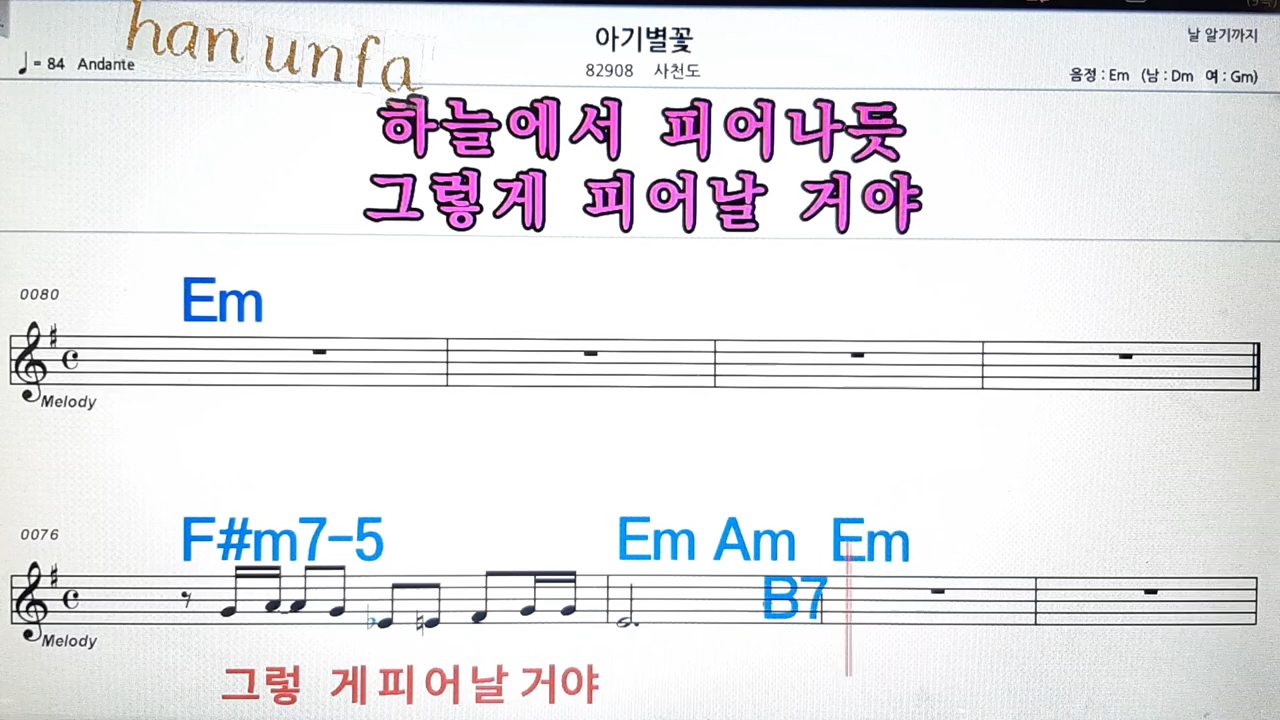 han unfa
아기별꽃
날 알기까지
♩= 84 Andante
82908 사천도
음정 : Em (남 : Dm 여 : Gm)
하늘에서 피어나듯
그렇게 피어날 거야
0080
Em
Melody
0076
F#m7-5 Em Am Em
B7
Melody
그렇 게 피 어 날 거야